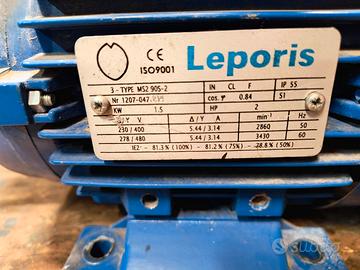 CE
ISO9001
Leporis
3 - TYPE MS2 90S-2 IN CL F IP 55
Nr 1207-047 cos. φ 0.84 S1
KW 1.5 HP 2
△/Y V △/Y A min⁻¹ Hz
230 / 400 5.44 / 3.14 2860 50
278 / 480 5.44 / 3.14 3430 60
IE2 - 81.3% (100%) - 81.2% (75%) - 78.8% (50%)
subito